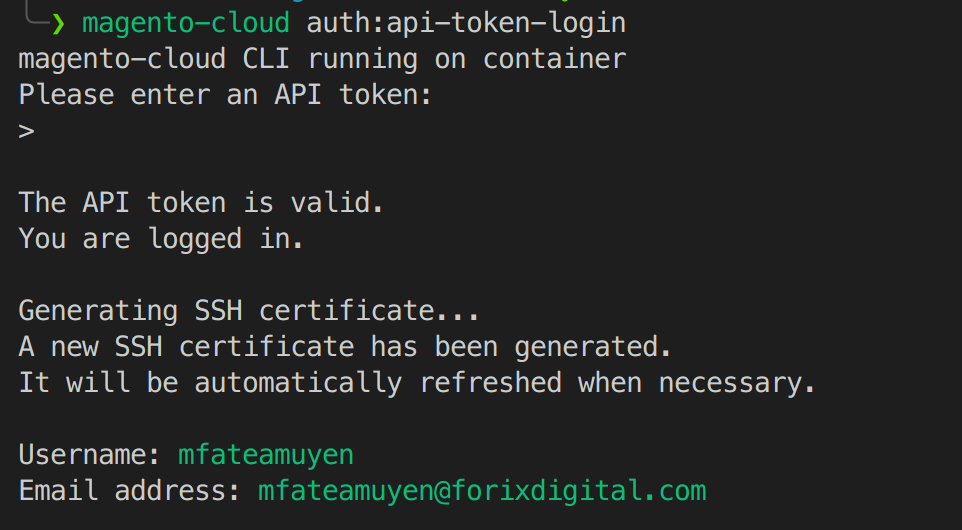 ❯ magento-cloud auth:api-token-login
magento-cloud CLI running on container
Please enter an API token:
>
The API token is valid.
You are logged in.
Generating SSH certificate...
A new SSH certificate has been generated.
It will be automatically refreshed when necessary.
Username: mfateamuyen
Email address: mfateamuyen@forixdigital.com